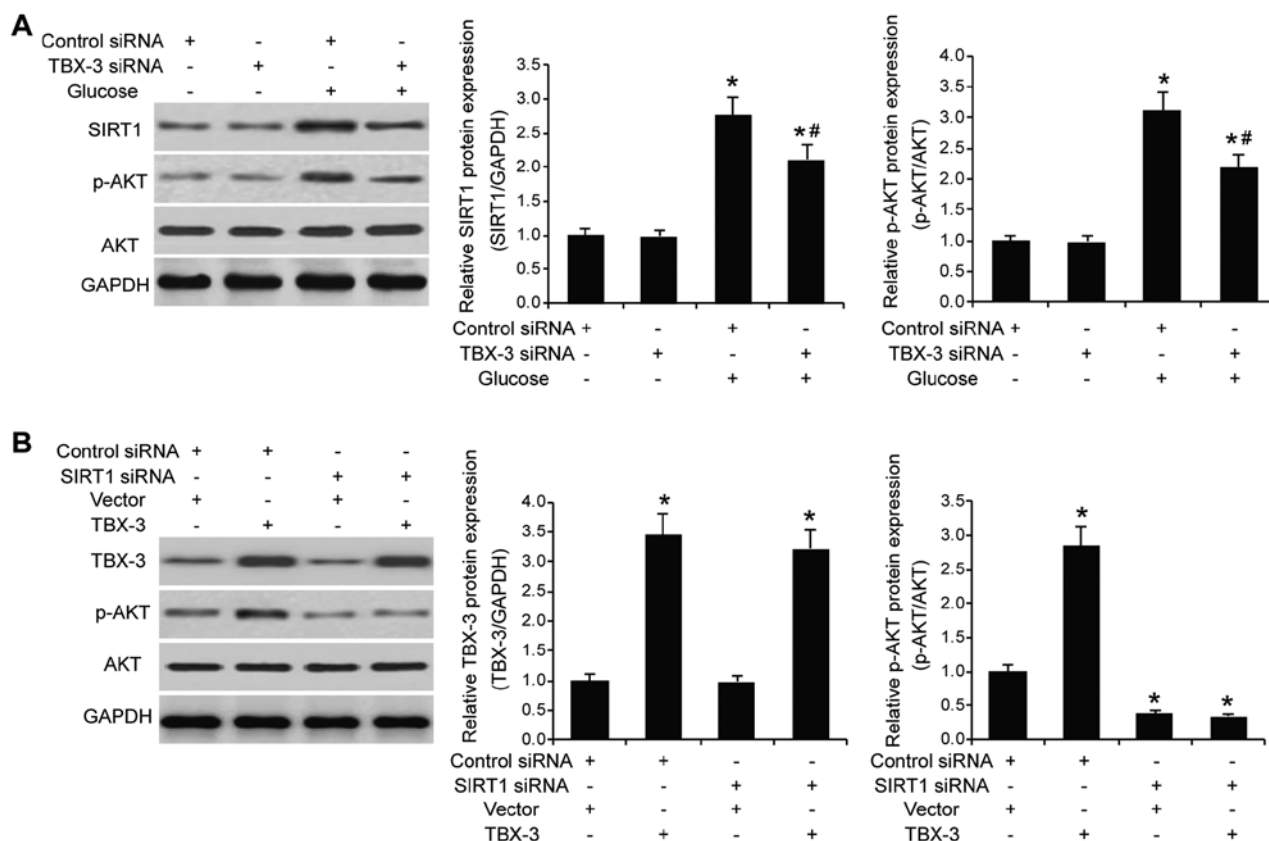 A
Control siRNA + - + -
TBX-3 siRNA - + - +
Glucose - - + +
SIRT1
p-AKT
AKT
GAPDH
Relative SIRT1 protein expression
(SIRT1/GAPDH)
3.5
3.0
2.5
2.0
1.5
1.0
0.5
0.0
*
*#
Control siRNA + - + -
TBX-3 siRNA - + - +
Glucose - - + +
Relative p-AKT protein expression
(p-AKT/AKT)
4.0
3.5
3.0
2.5
2.0
1.5
1.0
0.5
0.0
*
*#
Control siRNA + - + -
TBX-3 siRNA - + - +
Glucose - - + +
B
Control siRNA + + - -
SIRT1 siRNA - - + +
Vector + - + -
TBX-3 - + - +
TBX-3
p-AKT
AKT
GAPDH
Relative TBX-3 protein expression
(TBX-3/GAPDH)
4.0
3.5
3.0
2.5
2.0
1.5
1.0
0.5
0.0
*
*
Control siRNA + + - -
SIRT1 siRNA - - + +
Vector + - + -
TBX-3 - + - +
Relative p-AKT protein expression
(p-AKT/AKT)
3.5
3.0
2.5
2.0
1.5
1.0
0.5
0.0
*
*
*
Control siRNA + + - -
SIRT1 siRNA - - + +
Vector + - + -
TBX-3 - + - +